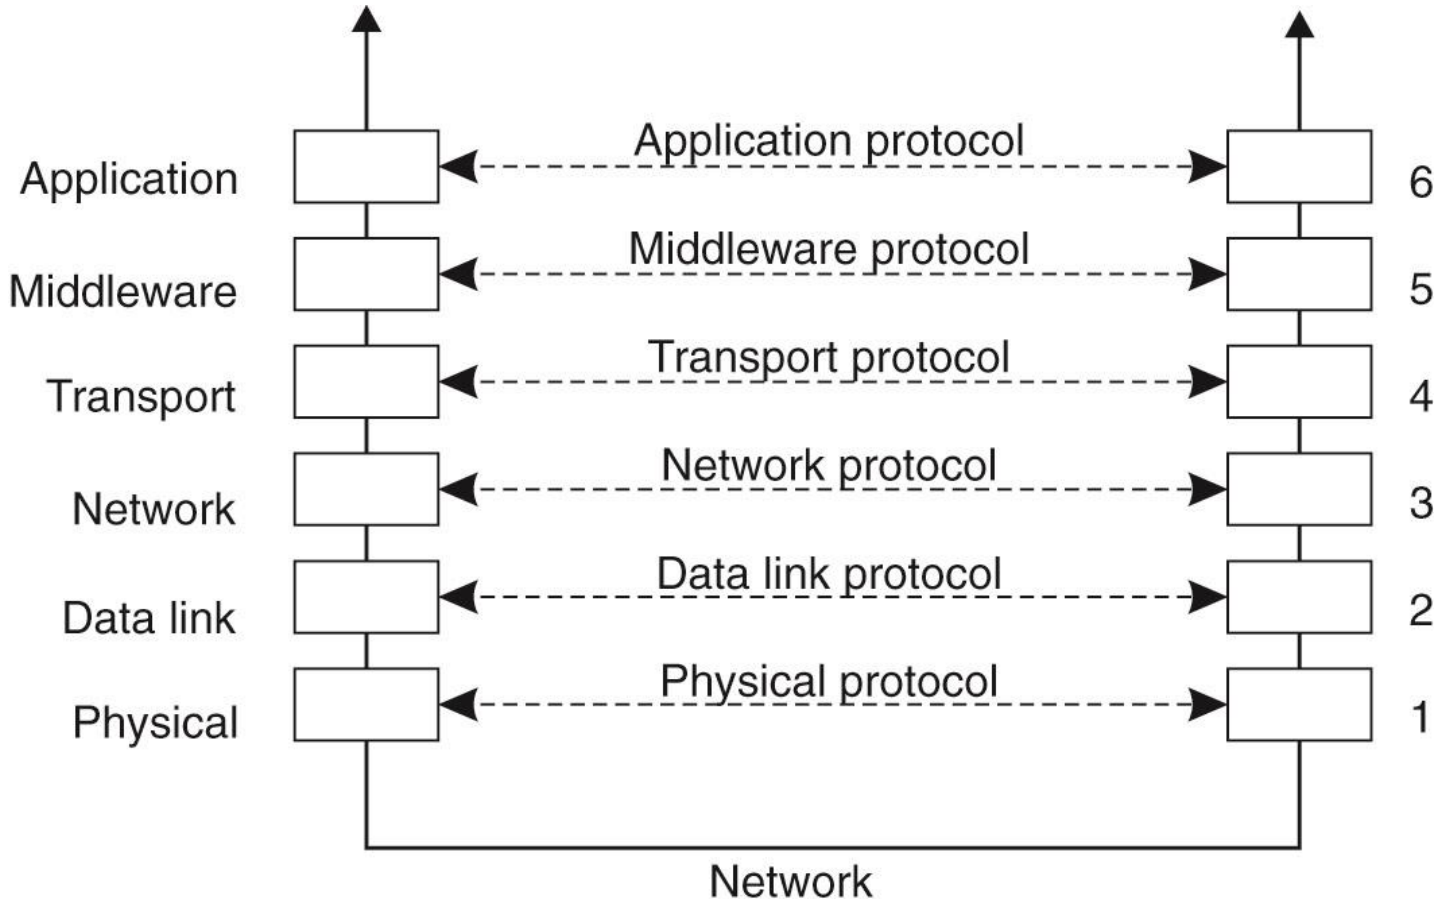 Application
Application protocol
6
Middleware
Middleware protocol
5
Transport
Transport protocol
4
Network
Network protocol
3
Data link
Data link protocol
2
Physical
Physical protocol
1
Network